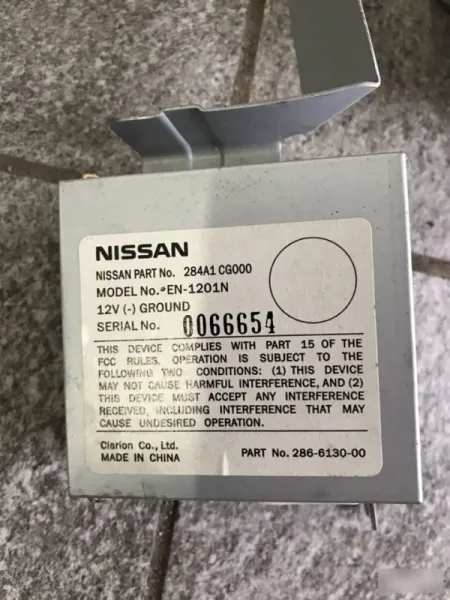 NISSAN
NISSAN PART No. 284A1 CG000
MODEL No. EN-1201N
12V (-) GROUND
SERIAL No. 0066654
THIS DEVICE COMPLIES WITH PART 15 OF THE
FCC RULES. OPERATION IS SUBJECT TO THE
FOLLOWING TWO CONDITIONS: (1) THIS DEVICE
MAY NOT CAUSE HARMFUL INTERFERENCE, AND (2)
THIS DEVICE MUST ACCEPT ANY INTERFERENCE
RECEIVED, INCLUDING INTERFERENCE THAT MAY
CAUSE UNDESIRED OPERATION.
Clarion Co., Ltd.
MADE IN CHINA PART No. 286-6130-00